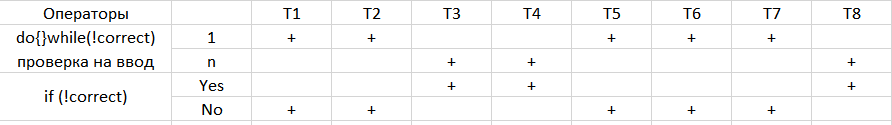 Операторы T1 T2 T3 T4 T5 T6 T7 T8
do{}while(!correct) 1 + + + + +
проверка на ввод n + + +
if (!correct) Yes + + +
No + + + + +